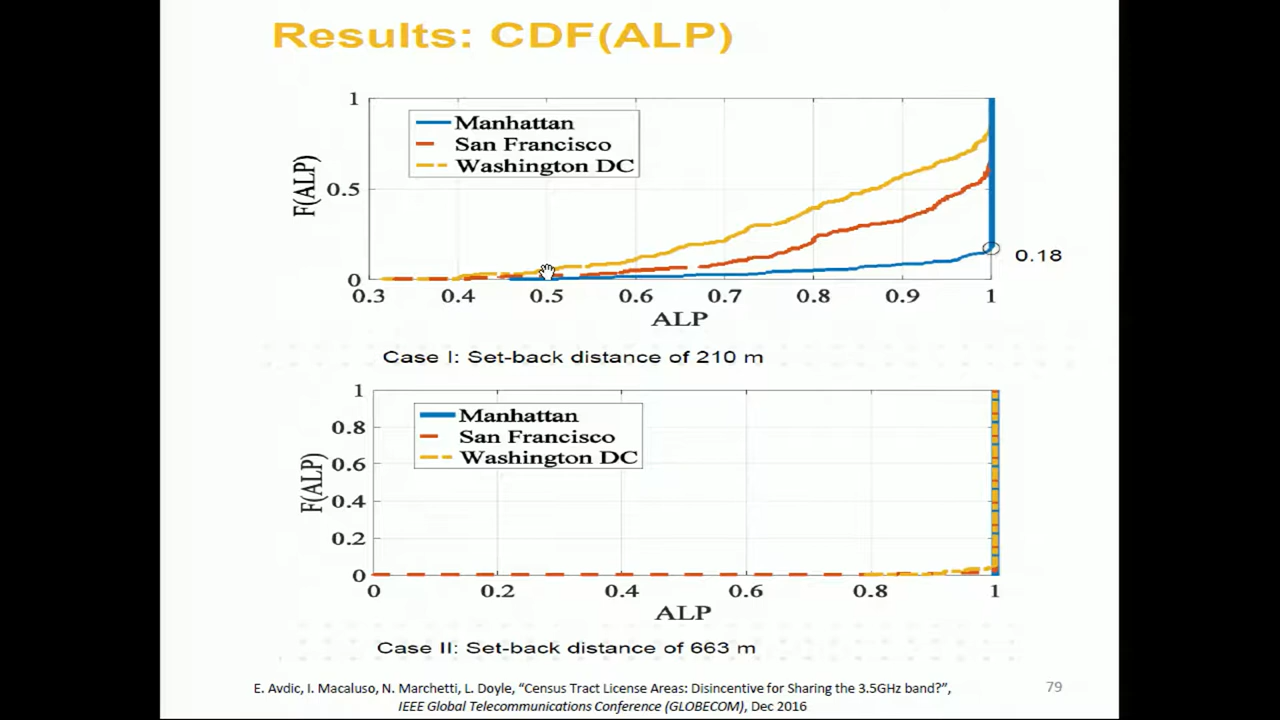 Results: CDF(ALP)
1
0.5
0
F(ALP)
Manhattan
San Francisco
Washington DC
0.18
0.3 0.4 0.5 0.6 0.7 0.8 0.9 1
ALP
Case I: Set-back distance of 210 m
1
0.8
0.6
0.4
0.2
0
F(ALP)
Manhattan
San Francisco
Washington DC
0 0.2 0.4 0.6 0.8 1
ALP
Case II: Set-back distance of 663 m
E. Avdic, I. Macaluso, N. Marchetti, L. Doyle, “Census Tract License Areas: Disincentive for Sharing the 3.5GHz band?”,
IEEE Global Telecommunications Conference (GLOBECOM), Dec 2016
79